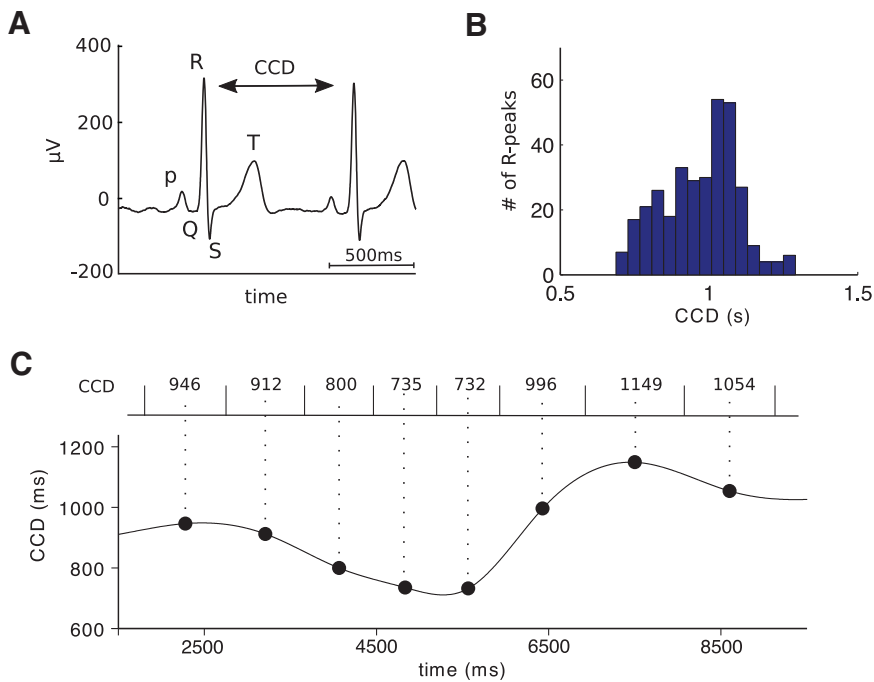 A
400
200
0
-200
μV
R
CCD
T
p
Q
S
500ms
time
B
60
40
20
0
# of R-peaks
0.5
1
1.5
CCD (s)
C
CCD 946 912 800 735 732 996 1149 1054
1200
1000
800
600
CCD (ms)
2500 4500 6500 8500
time (ms)